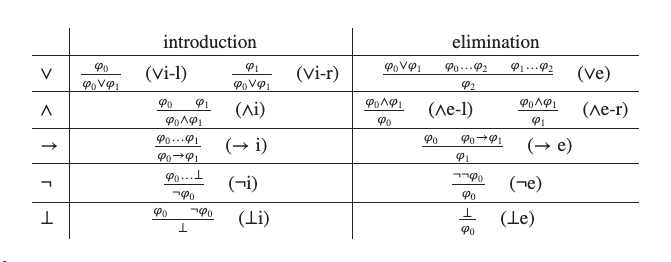 introduction elimination
∨ φ₀ / φ₀∨φ₁ (∨i-l) φ₁ / φ₀∨φ₁ (∨i-r) φ₀∨φ₁ φ₀…φ₂ φ₁…φ₂ / φ₂ (∨e)
∧ φ₀ φ₁ / φ₀∧φ₁ (∧i) φ₀∧φ₁ / φ₀ (∧e-l) φ₀∧φ₁ / φ₁ (∧e-r)
→ φ₀…φ₁ / φ₀→φ₁ (→ i) φ₀ φ₀→φ₁ / φ₁ (→ e)
¬ φ₀…⊥ / ¬φ₀ (¬i) ¬¬φ₀ / φ₀ (¬e)
⊥ φ₀ ¬φ₀ / ⊥ (⊥i) ⊥ / φ₀ (⊥e)